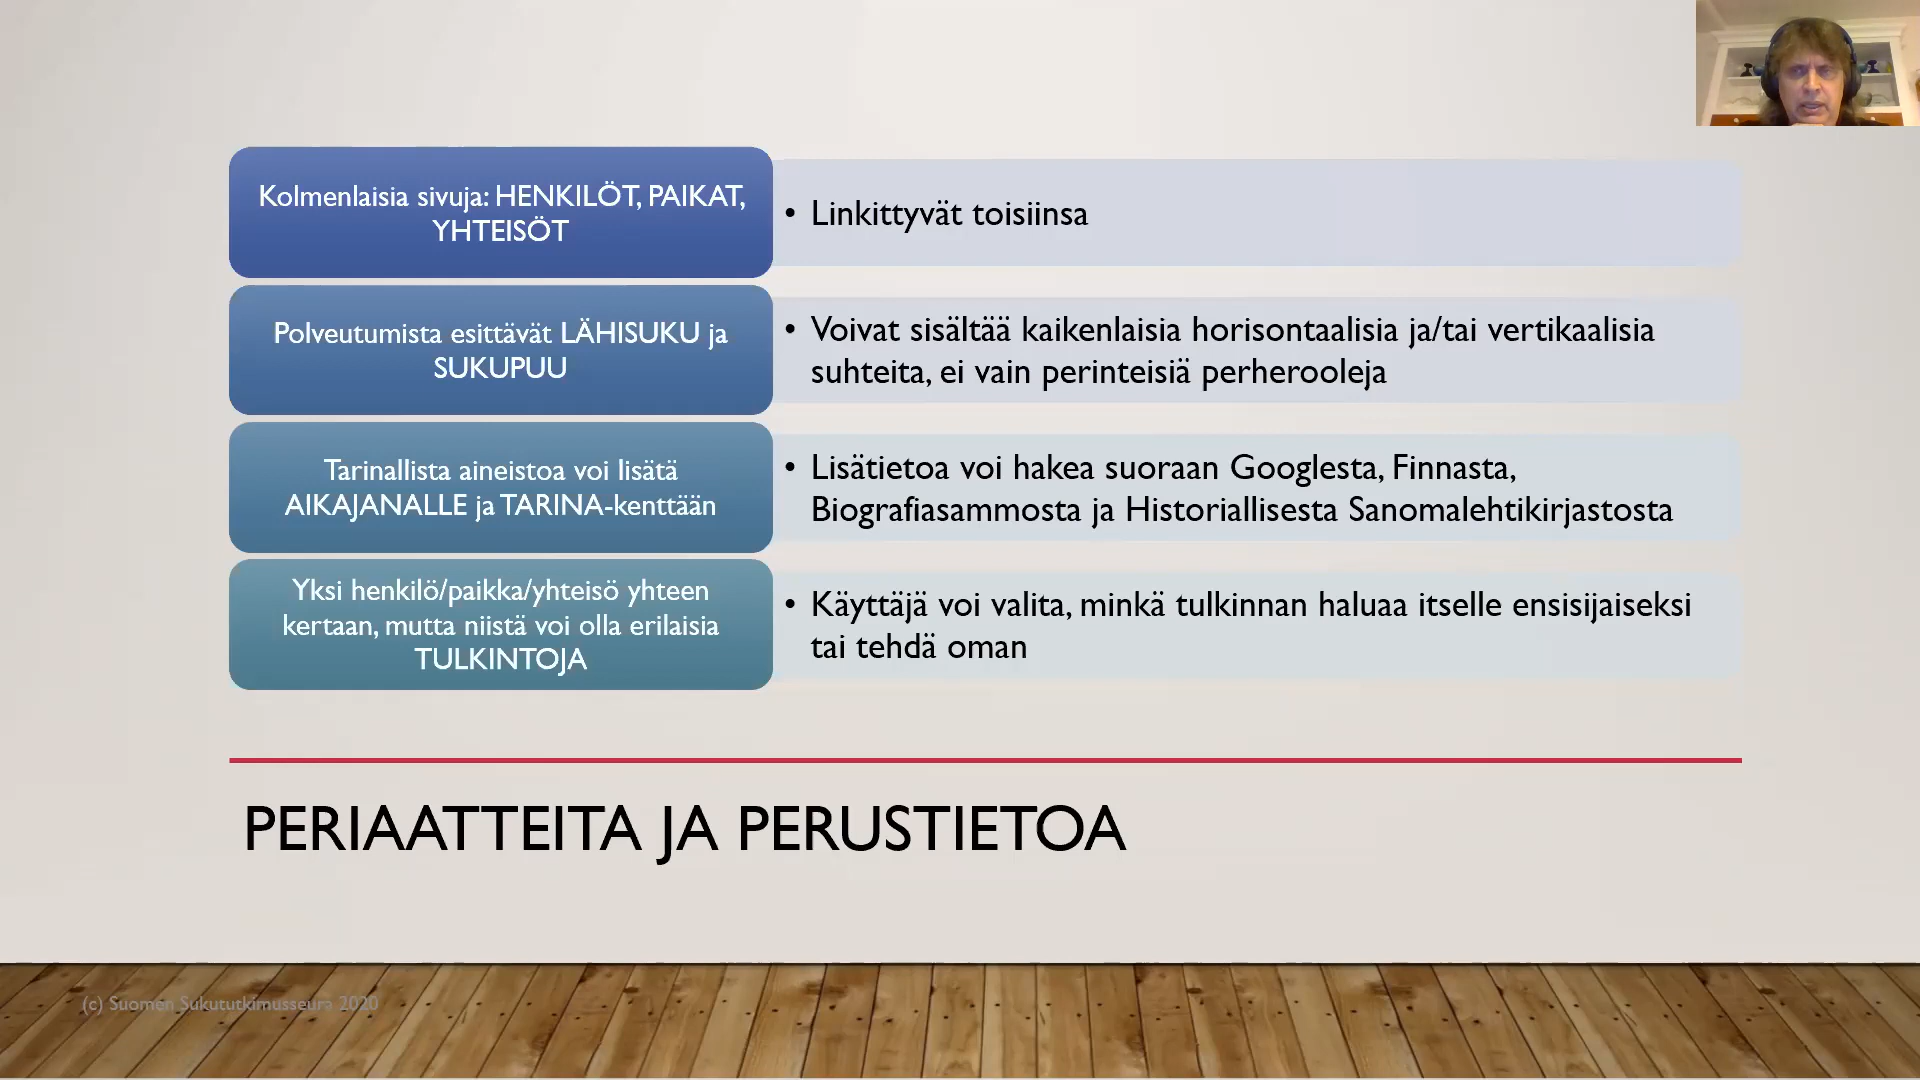 Kolmenlaisia sivuja: HENKILÖT, PAIKAT,
YHTEISÖT
• Linkittyvät toisiinsa
Polveutumista esittävät LÄHISUKU ja
SUKUPUU
• Voivat sisältää kaikenlaisia horisontaalisia ja/tai vertikaalisia
suhteita, ei vain perinteisiä perherooleja
Tarinallista aineistoa voi lisätä
AIKAJANALLE ja TARINA-kenttään
• Lisätietoa voi hakea suoraan Googlesta, Finnasta,
Biografiasammosta ja Historiallisesta Sanomalehtikirjastosta
Yksi henkilö/paikka/yhteisö yhteen
kertaan, mutta niistä voi olla erilaisia
TULKINTOJA
• Käyttäjä voi valita, minkä tulkinnan haluaa itselle ensisijaiseksi
tai tehdä oman
PERIAATTEITA JA PERUSTIETOA
(c) Suomen Sukututkimusseura 2020